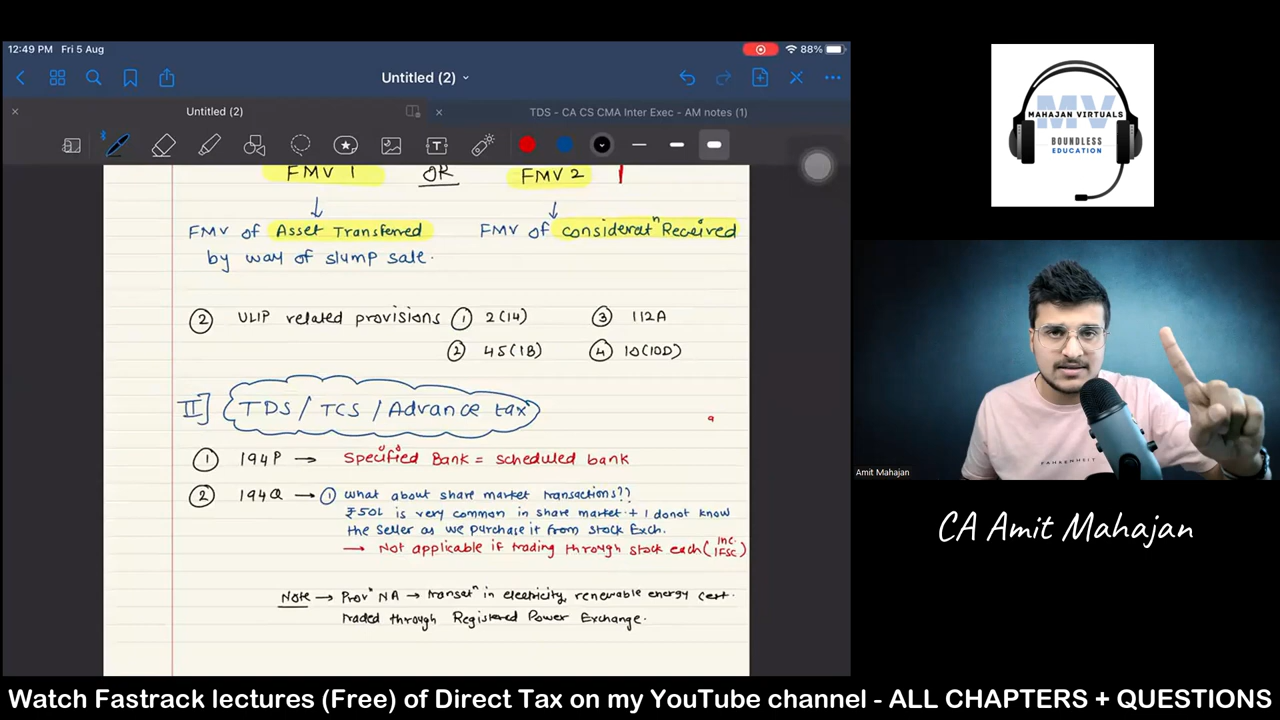 12:49 PM Fri 5 Aug
88%
Untitled (2)
Untitled (2)
TDS - CA CS CMA Inter Exec - AM notes (1)
FMV 1 OR FMV 2
FMV of Asset Transferred
by way of slump sale.
FMV of considerat^n Received
② ULIP related provisions ① 2(14) ③ 112A
② 45(1B) ④ 10(10D)
II] TDS / TCS / Advance tax
① 194P → Specified Bank = scheduled bank
② 194Q → ① What about share market transactions??
₹50L is very common in share market + I donot know
the seller as we purchase it from stock Exch.
→ Not applicable if trading through stock exch (inc. IFSC)
Note → Prov^n NA → transact^n in electricity, renewable energy cert.
traded through Registered Power Exchange.
MV
MAHAJAN VIRTUALS
BOUNDLESS
EDUCATION
FAHRENHEIT
Amit Mahajan
CA Amit Mahajan
Watch Fastrack lectures (Free) of Direct Tax on my YouTube channel - ALL CHAPTERS + QUESTIONS